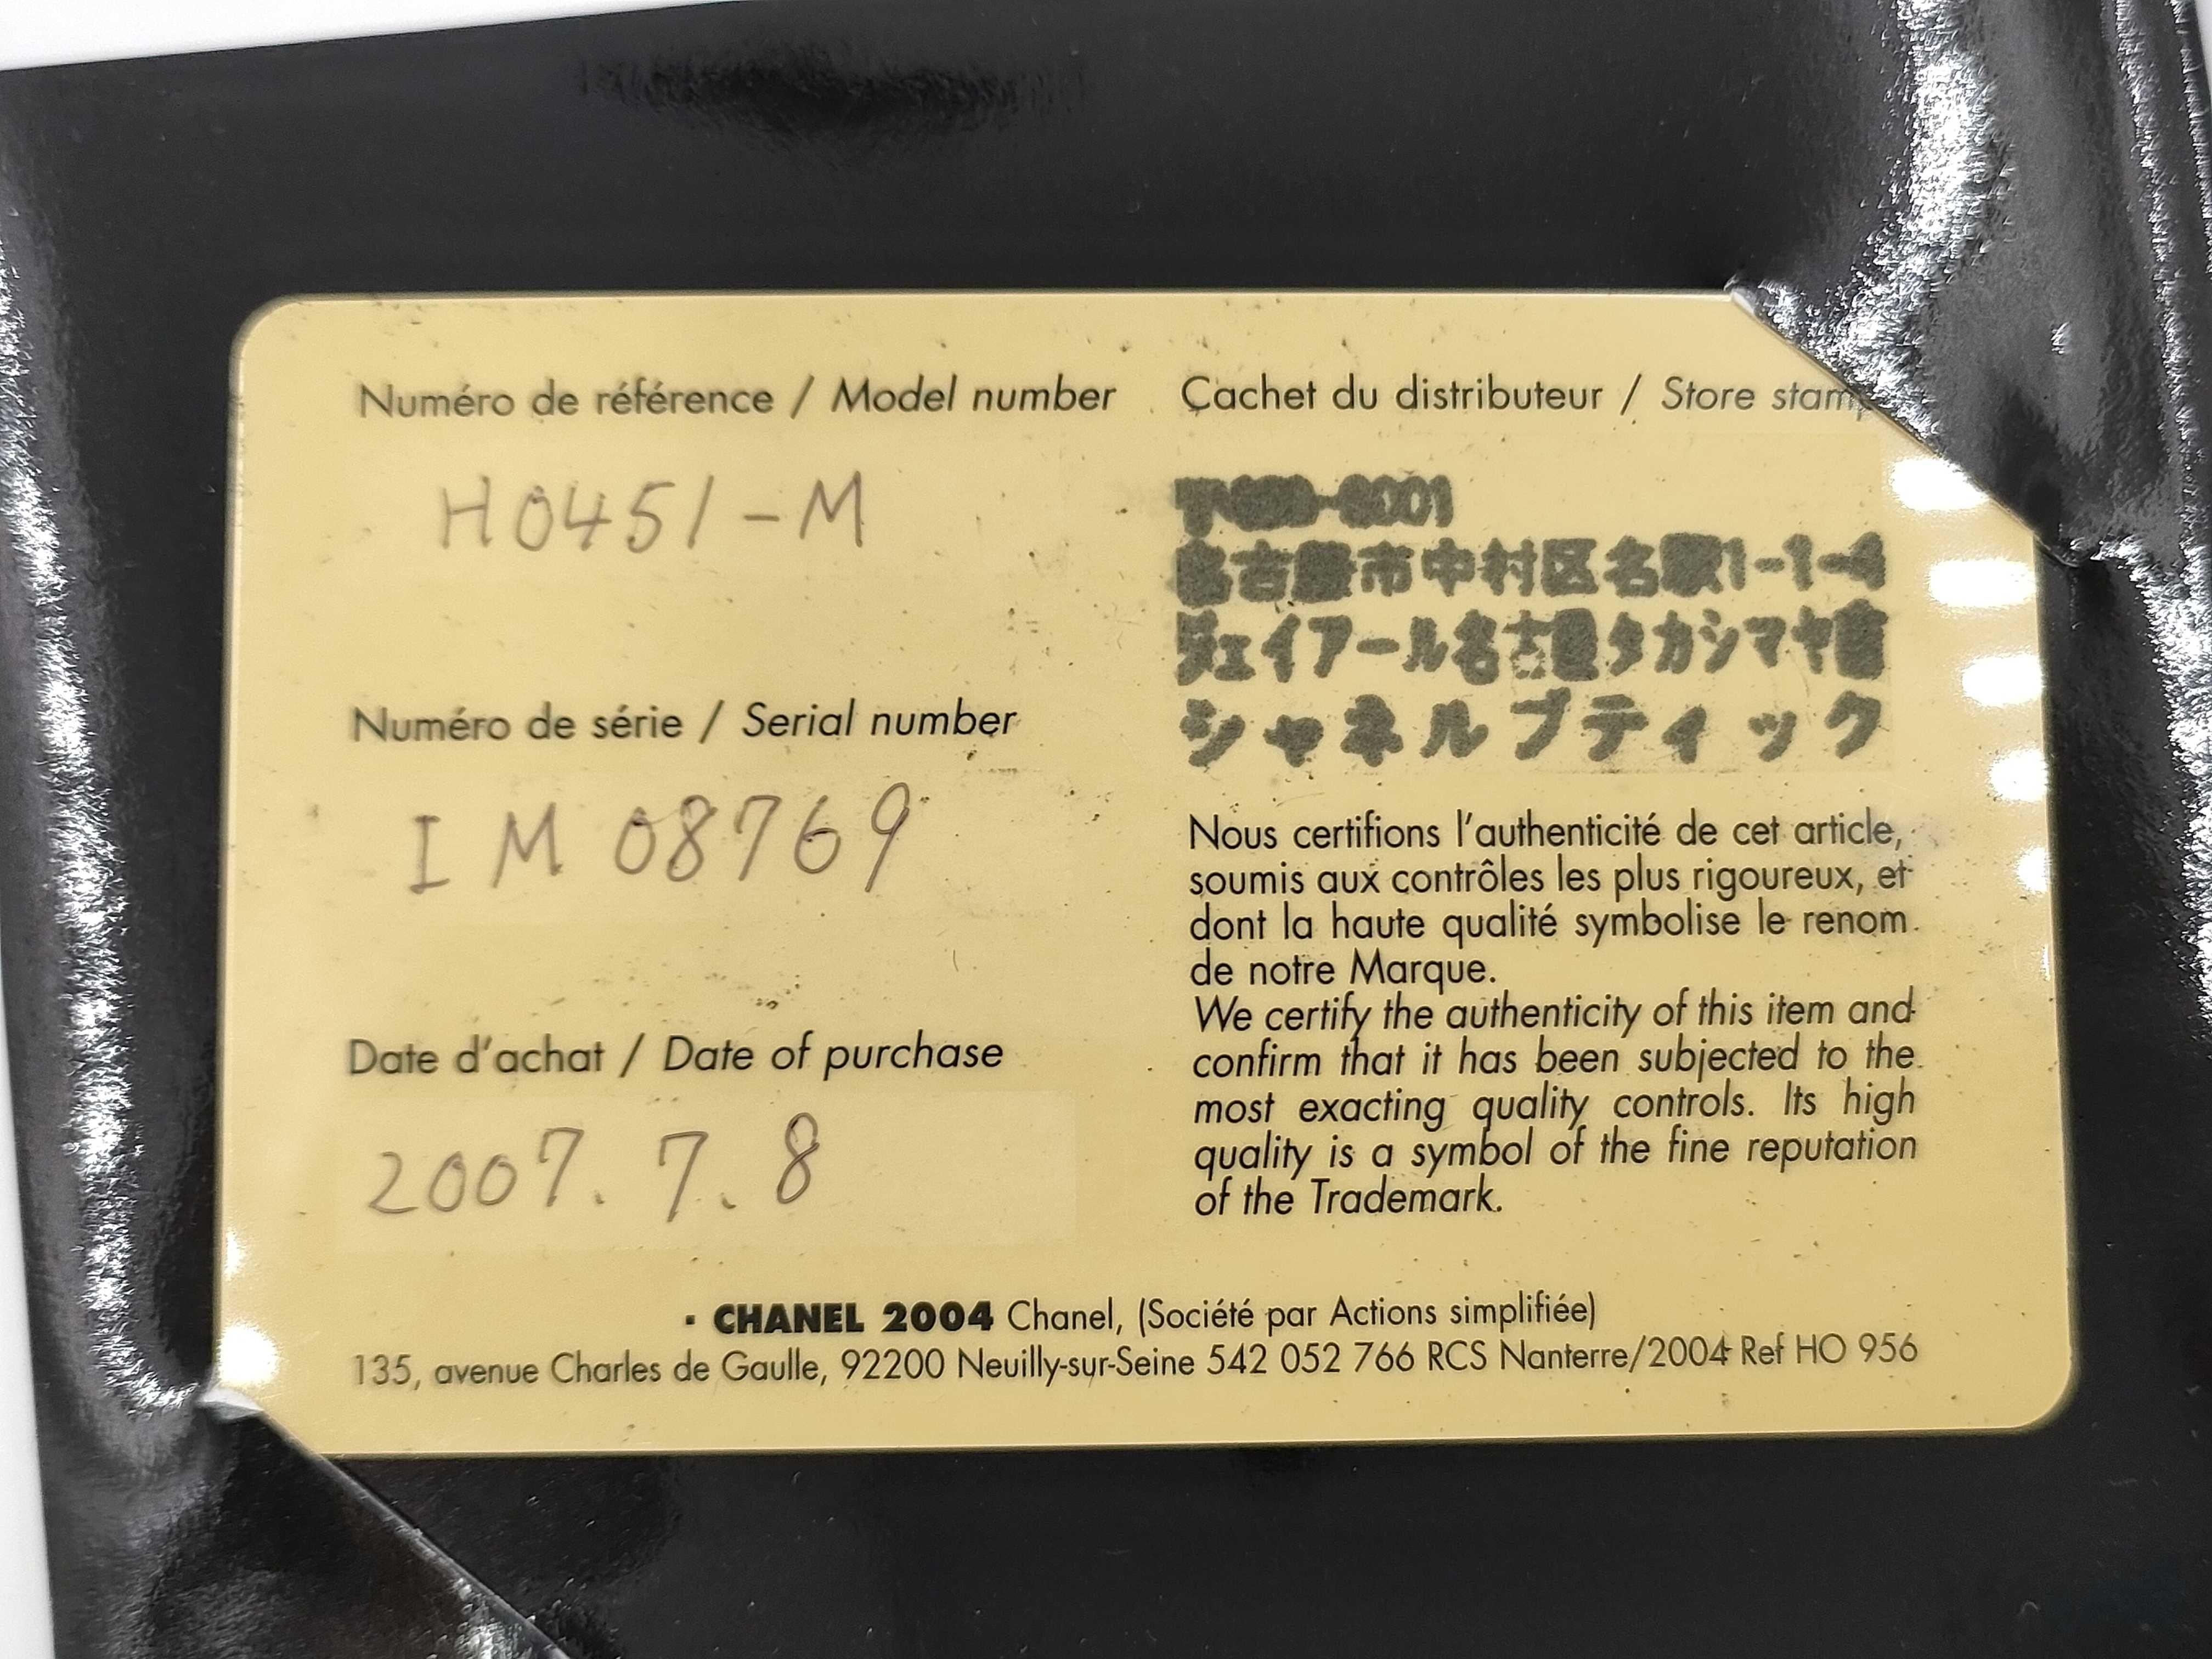 Numéro de référence / Model number
H0451-M
Numéro de série / Serial number
IM08769
Date d'achat / Date of purchase
2007.7.8
Cachet du distributeur / Store stamp
名古屋市中村区名駅1-1-4
ジェイアール名古屋タカシマヤ
シャネルブティック
Nous certifions l'authenticité de cet article,
soumis aux contrôles les plus rigoureux, et
dont la haute qualité symbolise le renom
de notre Marque.
We certify the authenticity of this item and
confirm that it has been subjected to the
most exacting quality controls. Its high
quality is a symbol of the fine reputation
of the Trademark.
· CHANEL 2004 Chanel, (Société par Actions simplifiée)
135, avenue Charles de Gaulle, 92200 Neuilly-sur-Seine 542 052 766 RCS Nanterre/2004 Ref HO 956